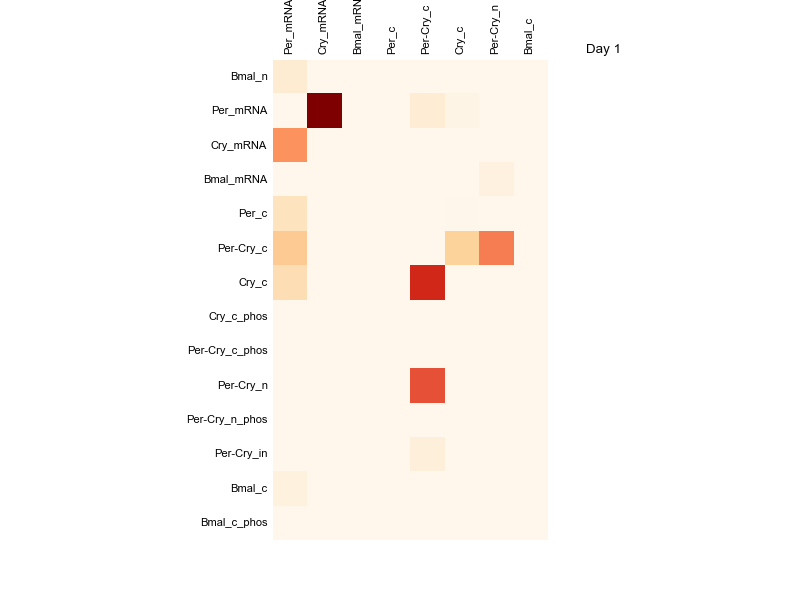 Per_mRNA
Cry_mRNA
Bmal_mRN
Per_c
Per-Cry_c
Cry_c
Per-Cry_n
Bmal_c
Day 1
Bmal_n
Per_mRNA
Cry_mRNA
Bmal_mRNA
Per_c
Per-Cry_c
Cry_c
Cry_c_phos
Per-Cry_c_phos
Per-Cry_n
Per-Cry_n_phos
Per-Cry_in
Bmal_c
Bmal_c_phos